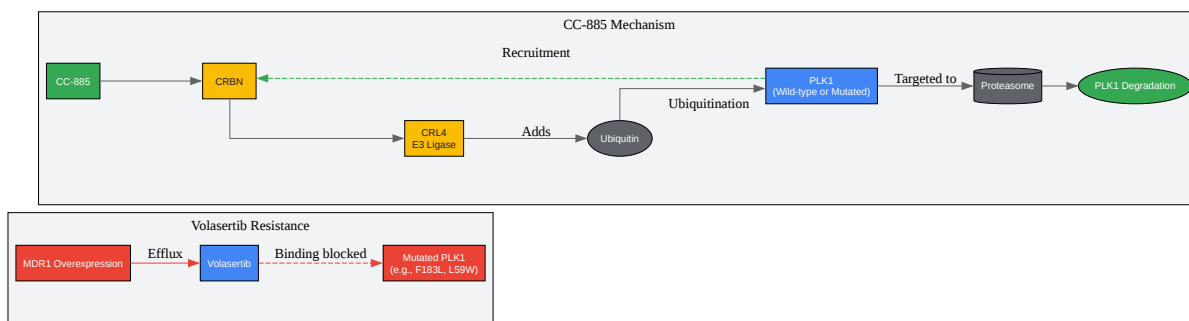 CC-885 Mechanism
CC-885
CRBN
Recruitment
PLK1
(Wild-type or Mutated)
Targeted to
Proteasome
PLK1 Degradation
Ubiquitination
CRL4
E3 Ligase
Adds
Ubiquitin
Volasertib Resistance
MDR1 Overexpression
Efflux
Volasertib
Binding blocked
Mutated PLK1
(e.g., F183L, L59W)